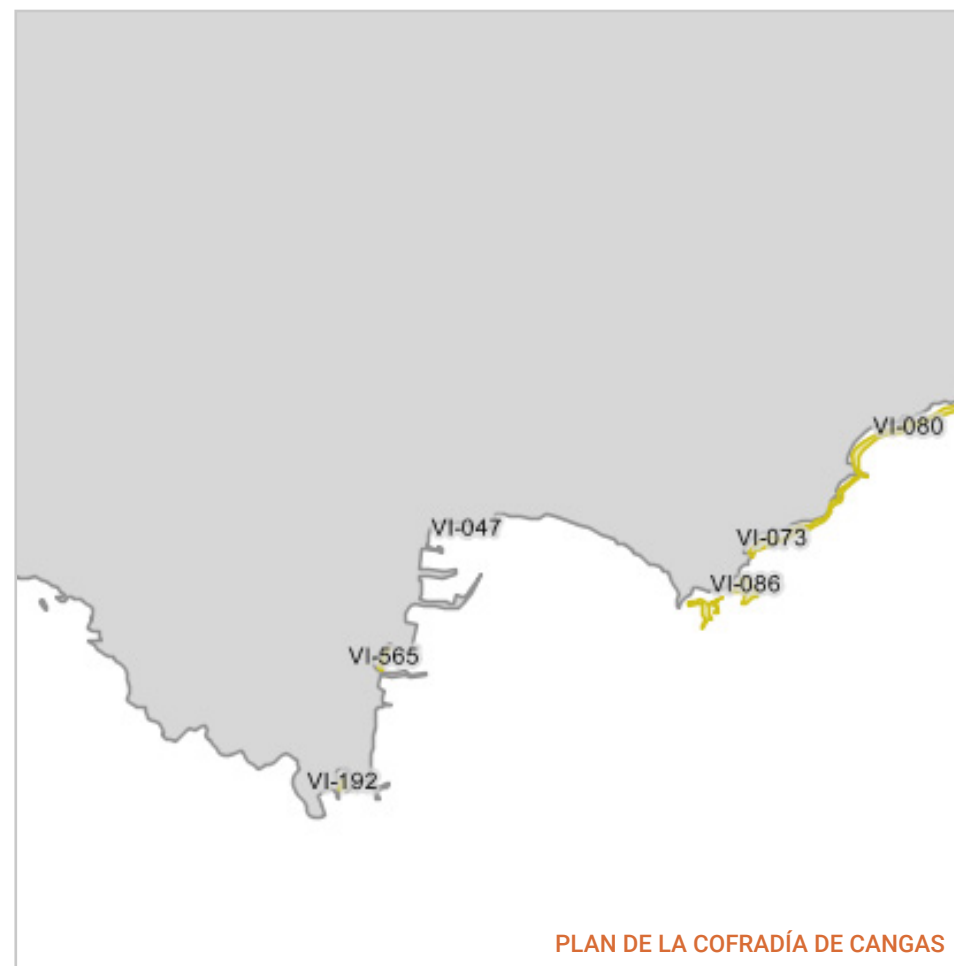 VI-080
VI-047
VI-073
VI-086
VI-565
VI-192
PLAN DE LA COFRADÍA DE CANGAS